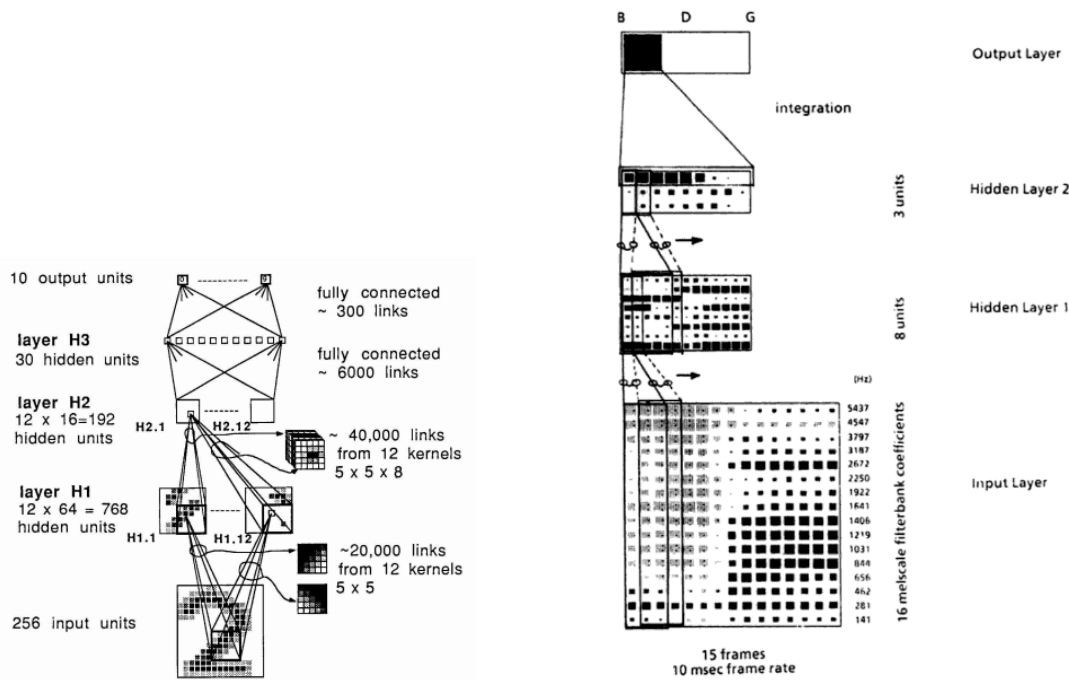 10 output units
fully connected
~ 300 links
layer H3
30 hidden units
fully connected
~ 6000 links
layer H2
12 x 16=192
hidden units
H2.1
H2.12
~ 40,000 links
from 12 kernels
5 x 5 x 8
layer H1
12 x 64 = 768
hidden units
H1.1
H1.12
~20,000 links
from 12 kernels
5 x 5
256 input units
B D G
Output Layer
integration
3 units
Hidden Layer 2
8 units
Hidden Layer 1
(Hz)
5437
4547
3797
3187
2672
2250
1922
1641
1406
1219
1031
844
656
462
281
141
16 melscale filterbank coefficients
Input Layer
15 frames
10 msec frame rate